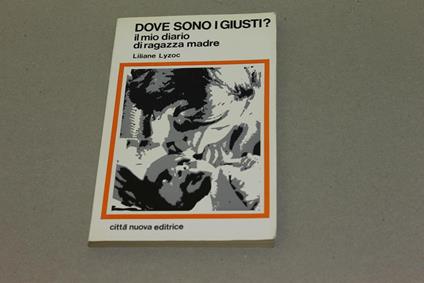 DOVE SONO I GIUSTI?
il mio diario
di ragazza madre
Liliane Lyzoc
città nuova editrice